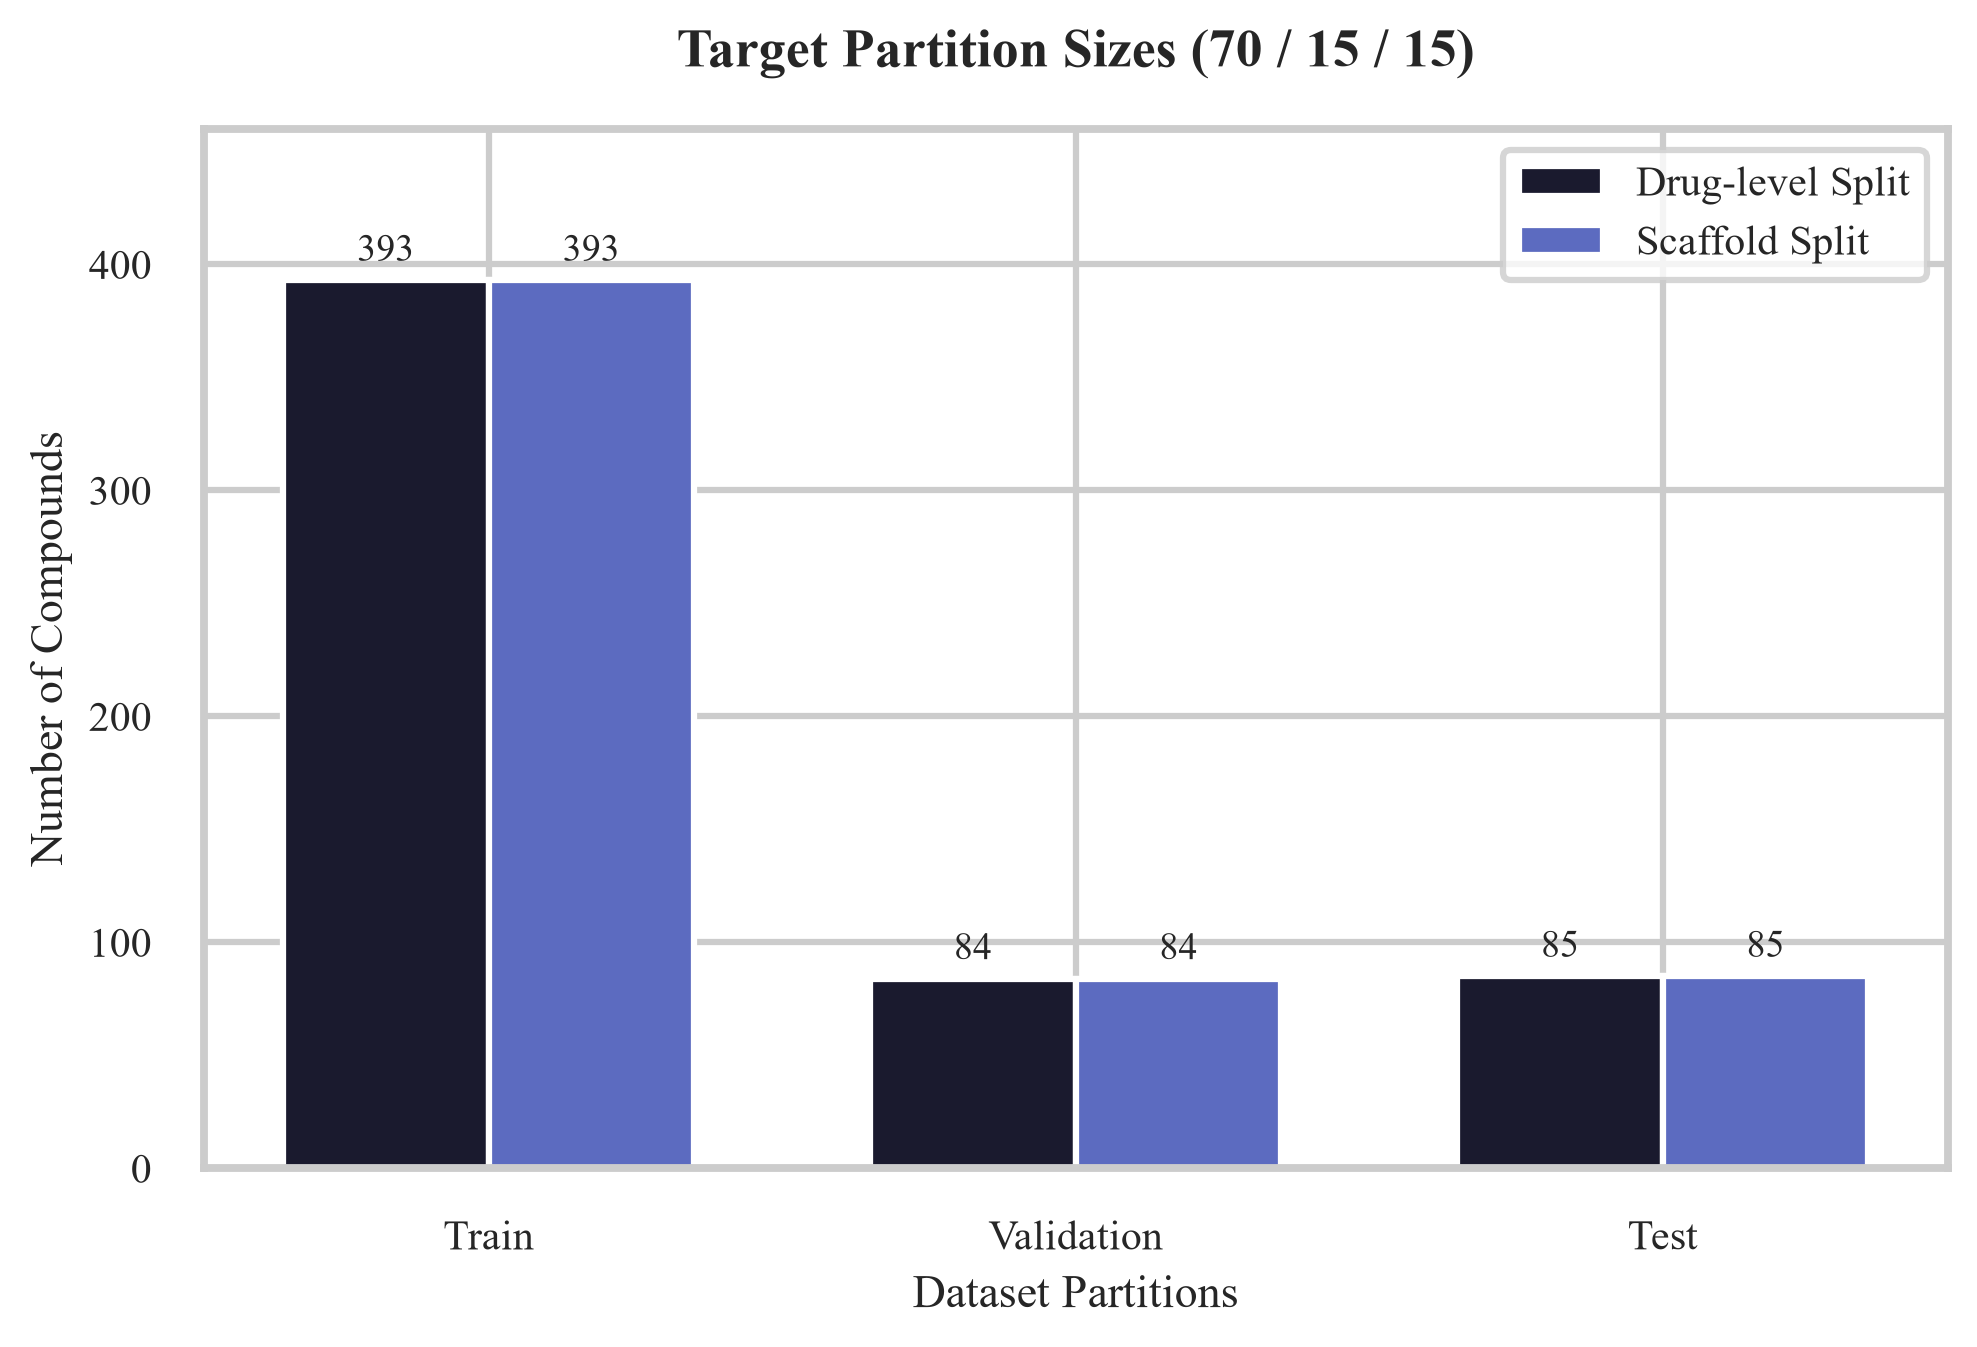 Target Partition Sizes (70 / 15 / 15)
Drug-level Split
Scaffold Split
Number of Compounds
400
300
200
100
0
393
393
84
84
85
85
Train
Validation
Test
Dataset Partitions